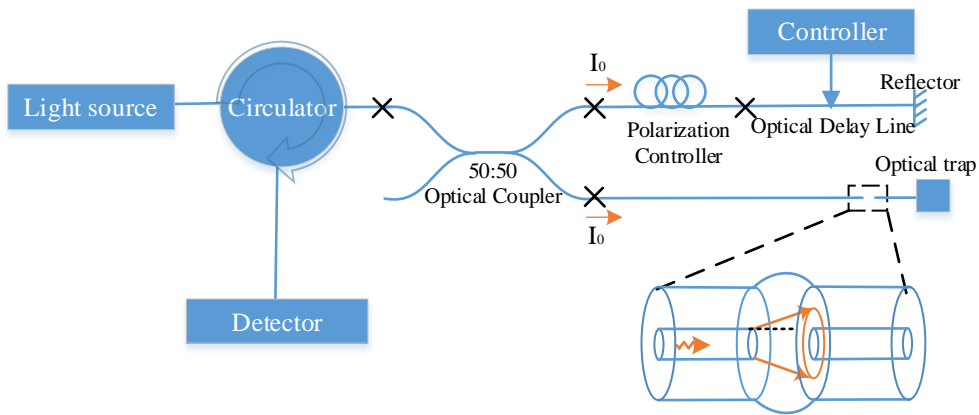 Controller
I₀
Reflector
Light source
Circulator
Polarization
Controller
Optical Delay Line
50:50
Optical Coupler
Optical trap
I₀
Detector